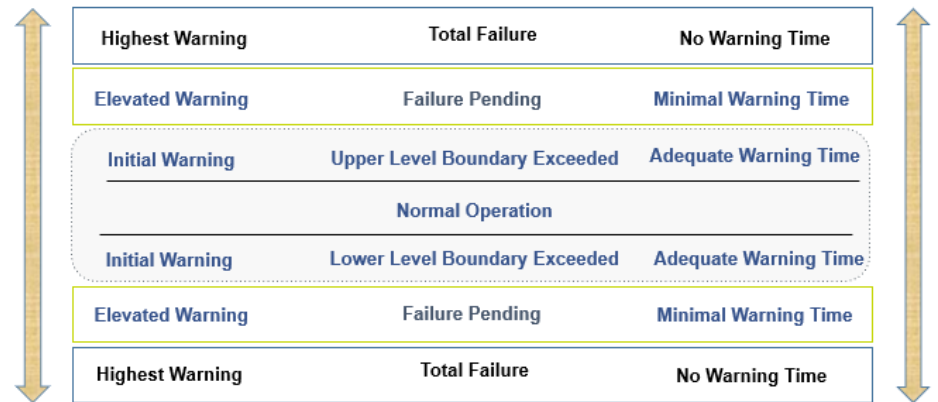 Highest Warning Total Failure No Warning Time
Elevated Warning Failure Pending Minimal Warning Time
Initial Warning Upper Level Boundary Exceeded Adequate Warning Time
Normal Operation
Initial Warning Lower Level Boundary Exceeded Adequate Warning Time
Elevated Warning Failure Pending Minimal Warning Time
Highest Warning Total Failure No Warning Time